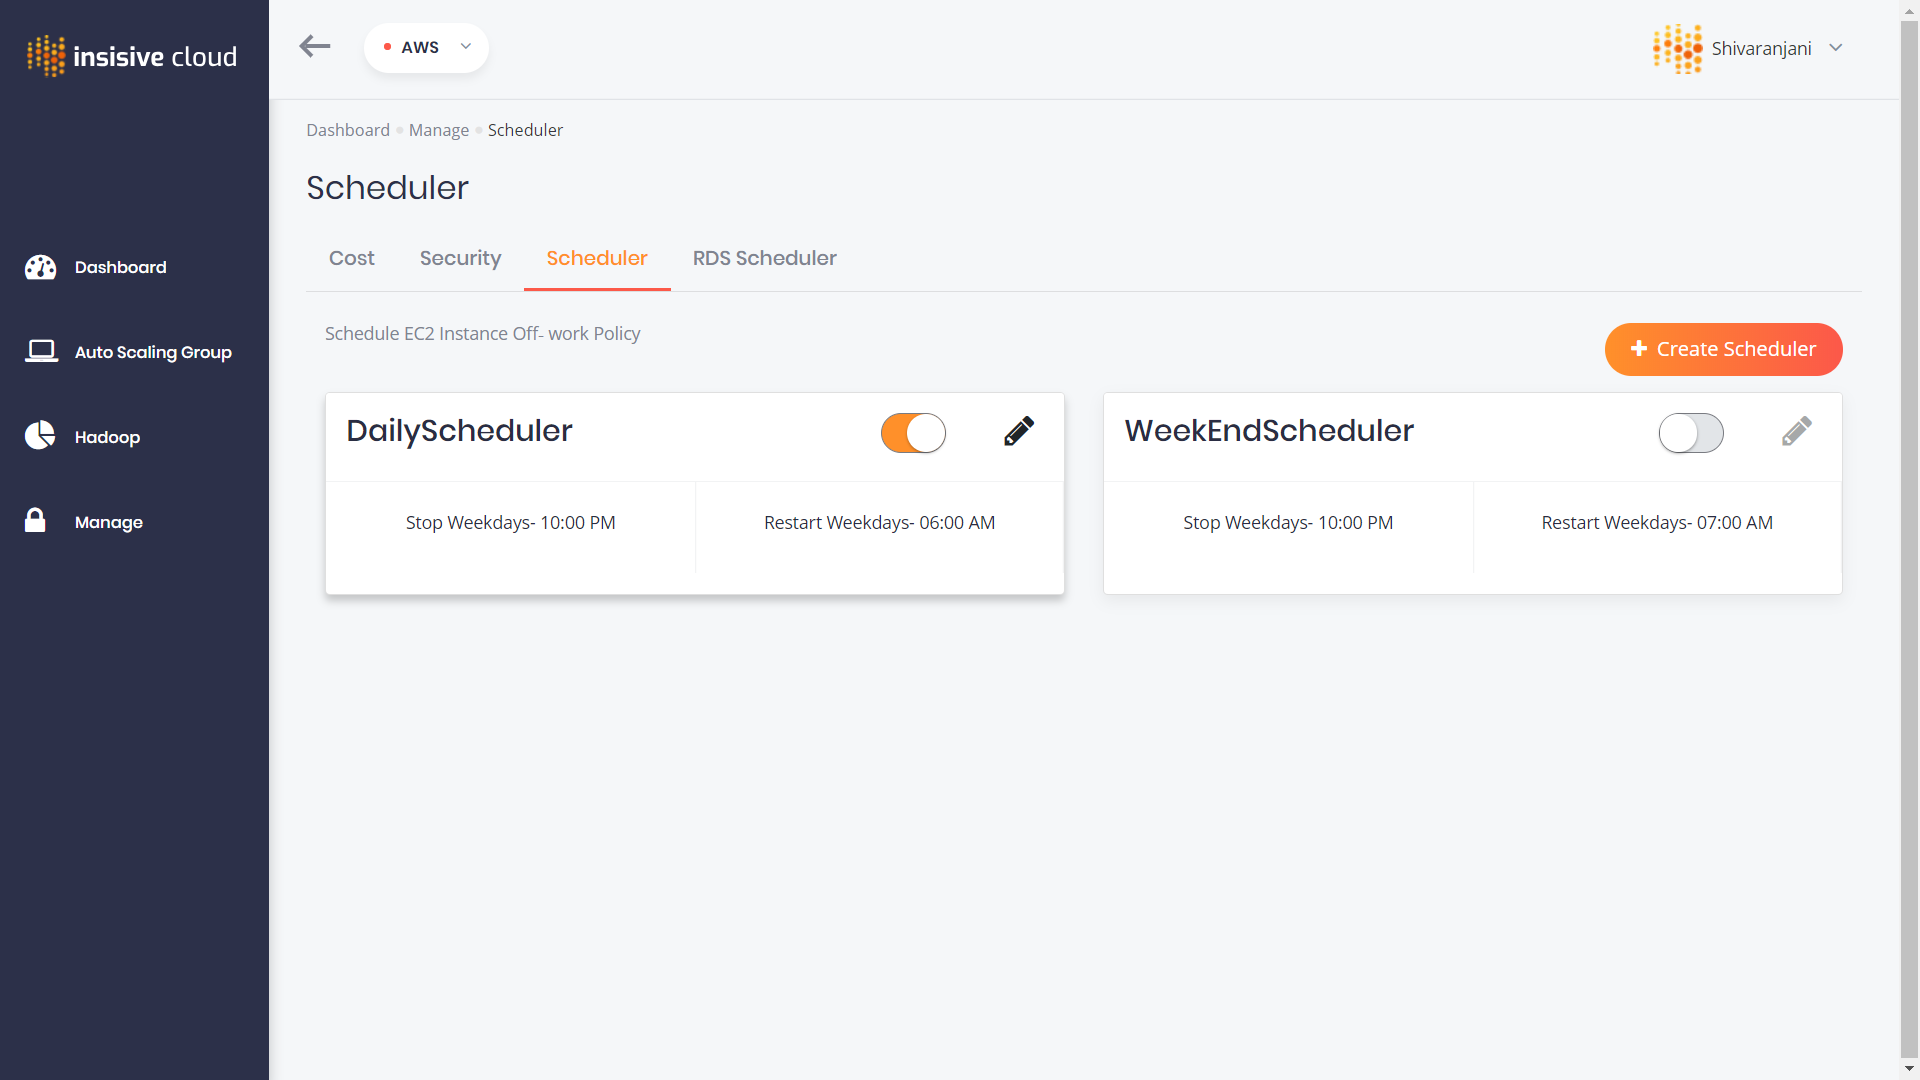 insisive cloud
AWS
Shivaranjani
Dashboard Manage Scheduler
Scheduler
Cost Security Scheduler RDS Scheduler
Dashboard
Auto Scaling Group
Hadoop
Manage
Schedule EC2 Instance Off- work Policy
Create Scheduler
DailyScheduler
Stop Weekdays- 10:00 PM
Restart Weekdays- 06:00 AM
WeekEndScheduler
Stop Weekdays- 10:00 PM
Restart Weekdays- 07:00 AM